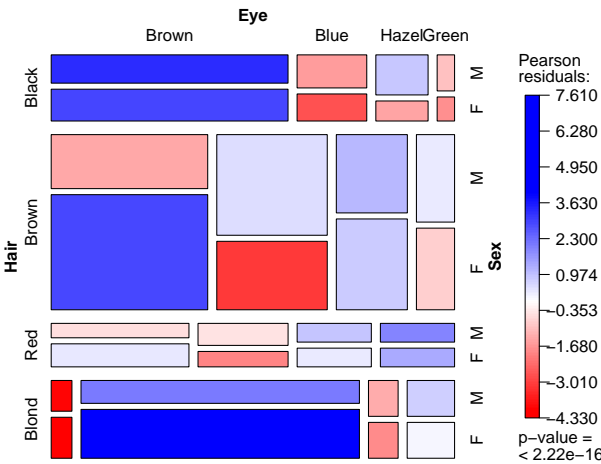 Eye
Brown Blue Hazel Green
Hair
Black
Brown
Red
Blond
M
F
M
F
M
F
M
F
Sex
Pearson
residuals:
7.610
6.280
4.950
3.630
2.300
0.974
−0.353
−1.680
−3.010
−4.330
p−value =
< 2.22e−16